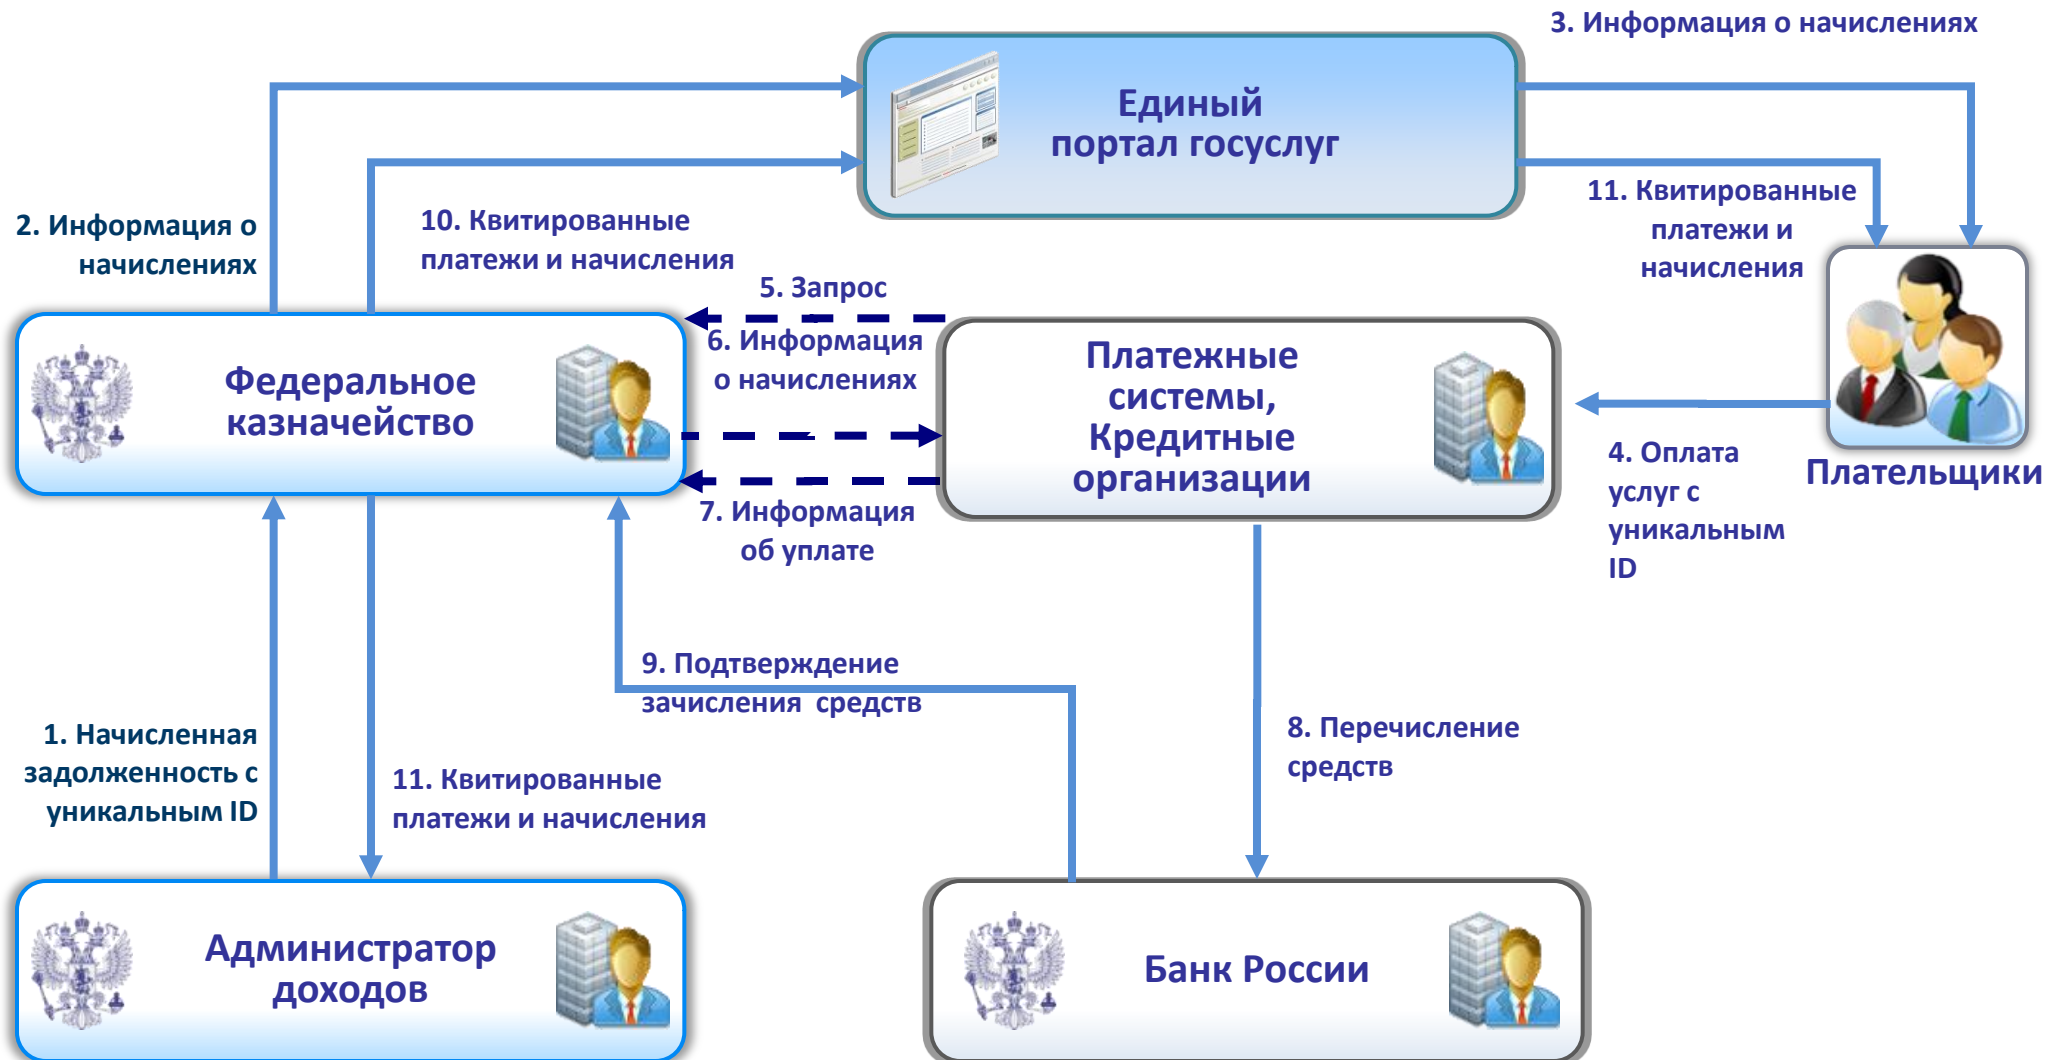 3. Информация о начислениях
Единый
портал госуслуг
2. Информация о
начислениях
10. Квитированные
платежи и начисления
11. Квитированные
платежи и
начисления
5. Запрос
6. Информация
о начислениях
Федеральное
казначейство
Платежные
системы,
Кредитные
организации
7. Информация
об уплате
4. Оплата
услуг с
уникальным
ID
Плательщики
9. Подтверждение
зачисления средств
1. Начисленная
задолженность с
уникальным ID
11. Квитированные
платежи и начисления
8. Перечисление
средств
Администратор
доходов
Банк России